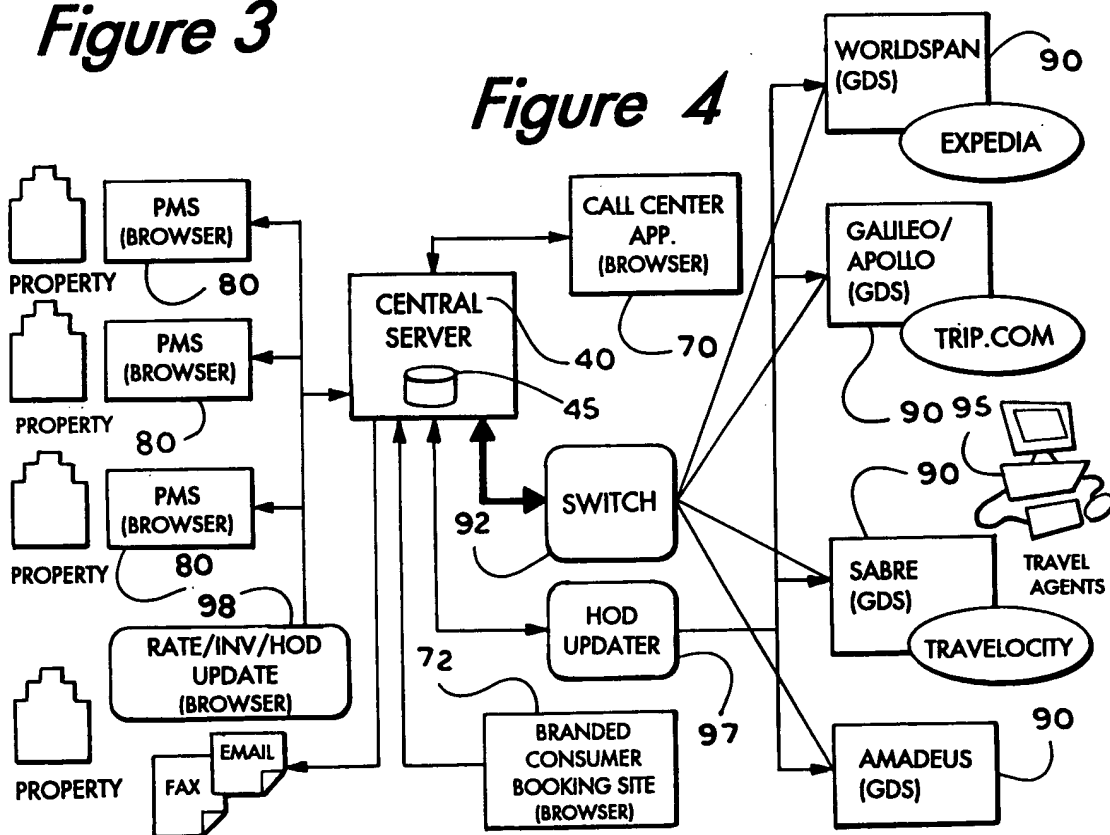 Figure 3
Figure 4
PMS
(BROWSER)
PROPERTY
80
PMS
(BROWSER)
PROPERTY
80
PMS
(BROWSER)
PROPERTY
80
98
RATE/INV/HOD
UPDATE
(BROWSER)
PROPERTY
FAX
EMAIL
CENTRAL
SERVER
40
45
CALL CENTER
APP.
(BROWSER)
70
SWITCH
92
HOD
UPDATER
97
72
BRANDED
CONSUMER
BOOKING SITE
(BROWSER)
WORLDSPAN
(GDS)
90
EXPEDIA
GALILEO/
APOLLO
(GDS)
TRIP.COM
90
95
TRAVEL
AGENTS
90
SABRE
(GDS)
TRAVELOCITY
90
AMADEUS
(GDS)